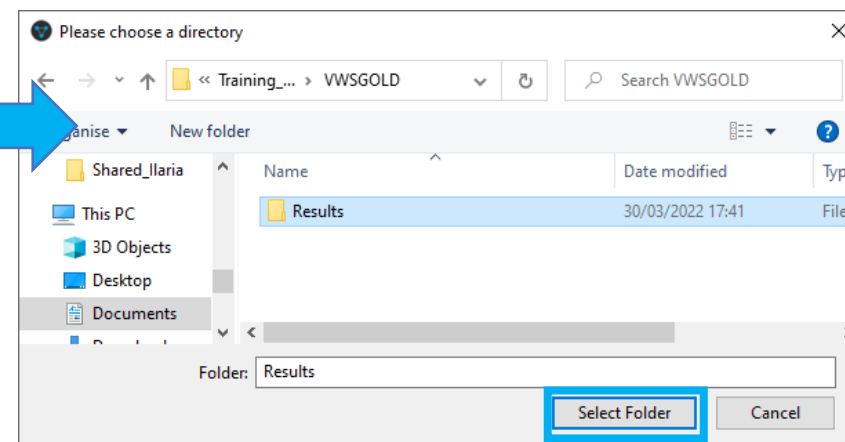 Please choose a directory
« Training_... › VWSGOLD
Search VWSGOLD
New folder
?
Shared_Ilaria
Name
Date modified
Typ
This PC
Results
30/03/2022 17:41
File
3D Objects
Desktop
Documents
Folder:
Results
Select Folder
Cancel